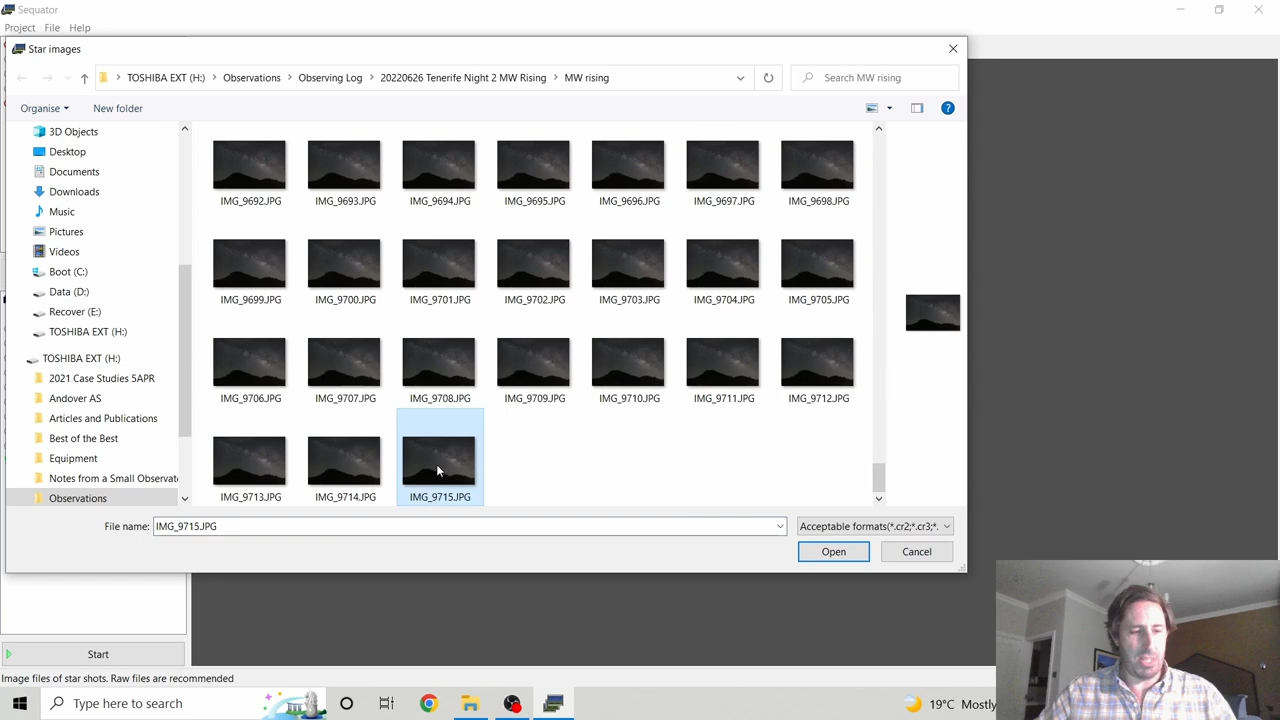 Sequator
Project File Help
Star images
TOSHIBA EXT (H:) Observations Observing Log 20220626 Tenerife Night 2 MW Rising MW rising
Search MW rising
Organise New folder
3D Objects
Desktop
Documents
Downloads
Music
Pictures
Videos
Boot (C:)
Data (D:)
Recover (E:)
TOSHIBA EXT (H:)
TOSHIBA EXT (H:)
2021 Case Studies 5APR
Andover AS
Articles and Publications
Best of the Best
Equipment
Notes from a Small Observat
Observations
IMG_9692.JPG IMG_9693.JPG IMG_9694.JPG IMG_9695.JPG IMG_9696.JPG IMG_9697.JPG IMG_9698.JPG
IMG_9699.JPG IMG_9700.JPG IMG_9701.JPG IMG_9702.JPG IMG_9703.JPG IMG_9704.JPG IMG_9705.JPG
IMG_9706.JPG IMG_9707.JPG IMG_9708.JPG IMG_9709.JPG IMG_9710.JPG IMG_9711.JPG IMG_9712.JPG
IMG_9713.JPG IMG_9714.JPG IMG_9715.JPG
File name: IMG_9715.JPG Acceptable formats(*.cr2;*.cr3;*.
Open Cancel
Start
Image files of star shots. Raw files are recommended
Type here to search
19°C Mostly